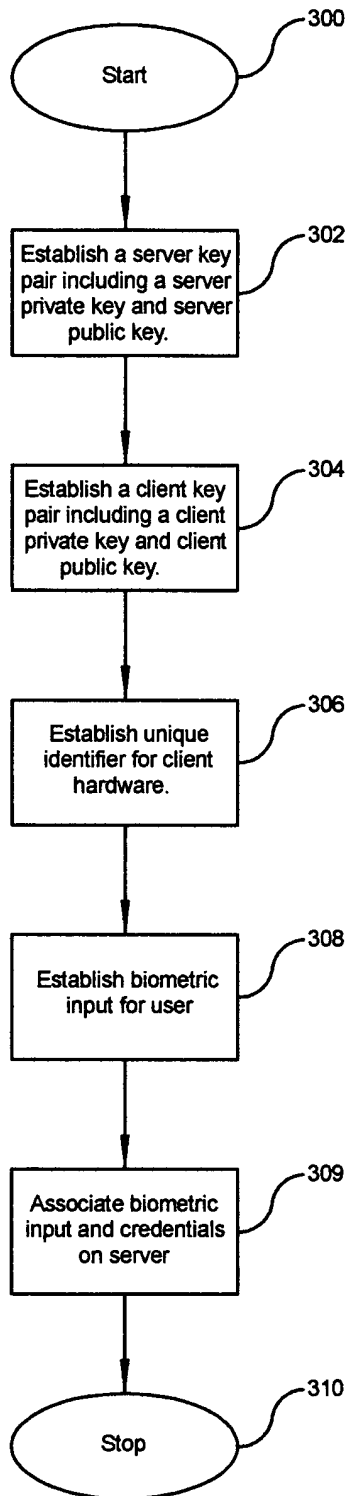 300
Start
302
Establish a server key
pair including a server
private key and server
public key.
304
Establish a client key
pair including a client
private key and client
public key.
306
Establish unique
identifier for client
hardware.
308
Establish biometric
input for user
309
Associate biometric
input and credentials
on server
310
Stop